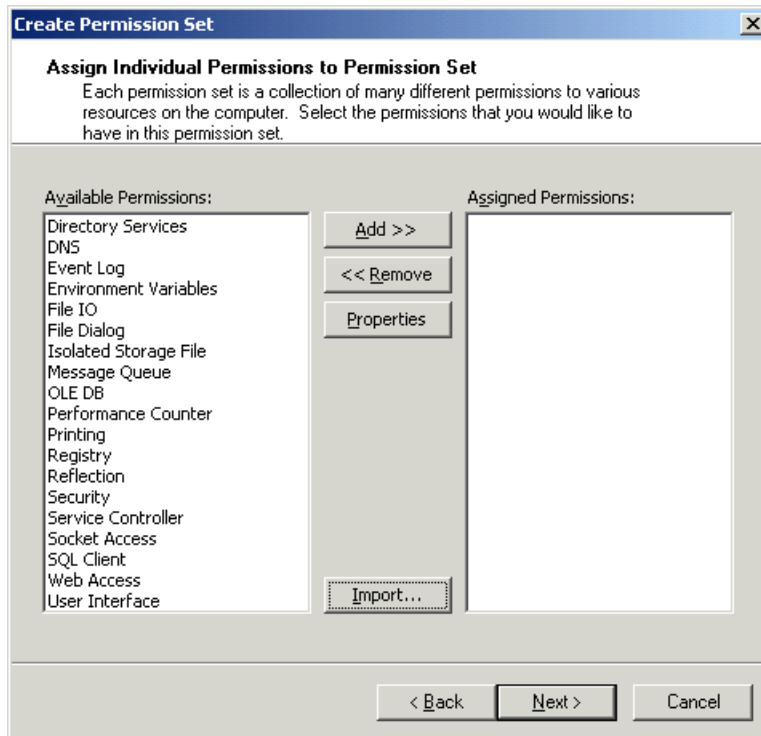 Create Permission Set
Assign Individual Permissions to Permission Set
Each permission set is a collection of many different permissions to various
resources on the computer. Select the permissions that you would like to
have in this permission set.
Available Permissions:
Directory Services
DNS
Event Log
Environment Variables
File IO
File Dialog
Isolated Storage File
Message Queue
OLE DB
Performance Counter
Printing
Registry
Reflection
Security
Service Controller
Socket Access
SQL Client
Web Access
User Interface
Add >>
<< Remove
Properties
Import...
Assigned Permissions:
< Back
Next >
Cancel